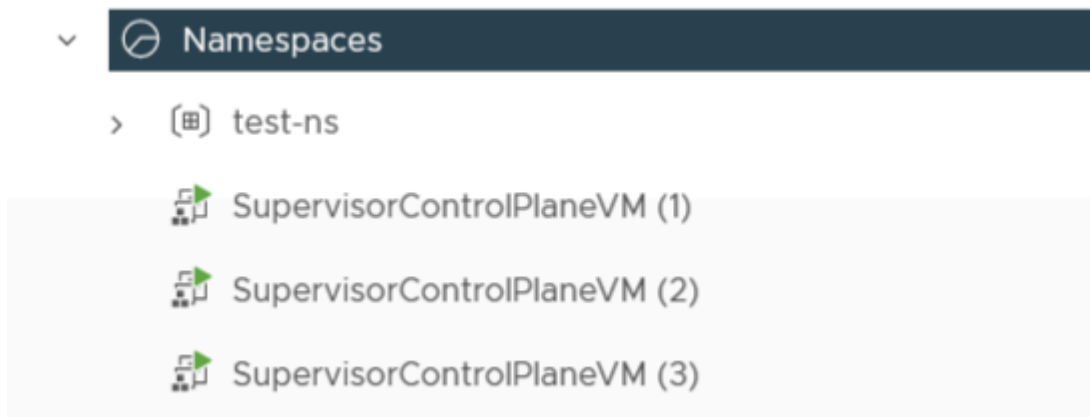 Namespaces
test-ns
SupervisorControlPlaneVM (1)
SupervisorControlPlaneVM (2)
SupervisorControlPlaneVM (3)